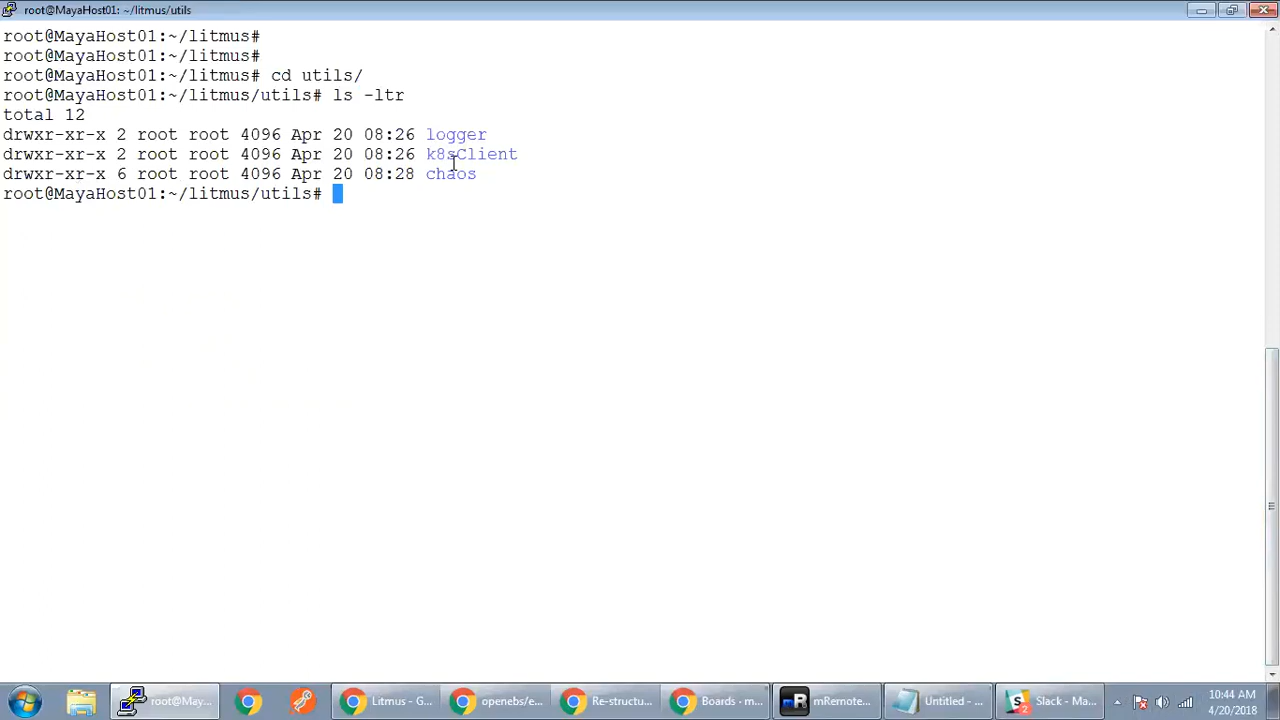 root@MayaHost01: ~/litmus/utils
root@MayaHost01:~/litmus#
root@MayaHost01:~/litmus#
root@MayaHost01:~/litmus# cd utils/
root@MayaHost01:~/litmus/utils# ls -ltr
total 12
drwxr-xr-x 2 root root 4096 Apr 20 08:26 logger
drwxr-xr-x 2 root root 4096 Apr 20 08:26 k8sClient
drwxr-xr-x 6 root root 4096 Apr 20 08:28 chaos
root@MayaHost01:~/litmus/utils#
root@May...
Litmus - G...
openebs/e...
Re-structu...
Boards · m...
mRemote...
Untitled - ...
Slack - Ma...
10:44 AM
4/20/2018